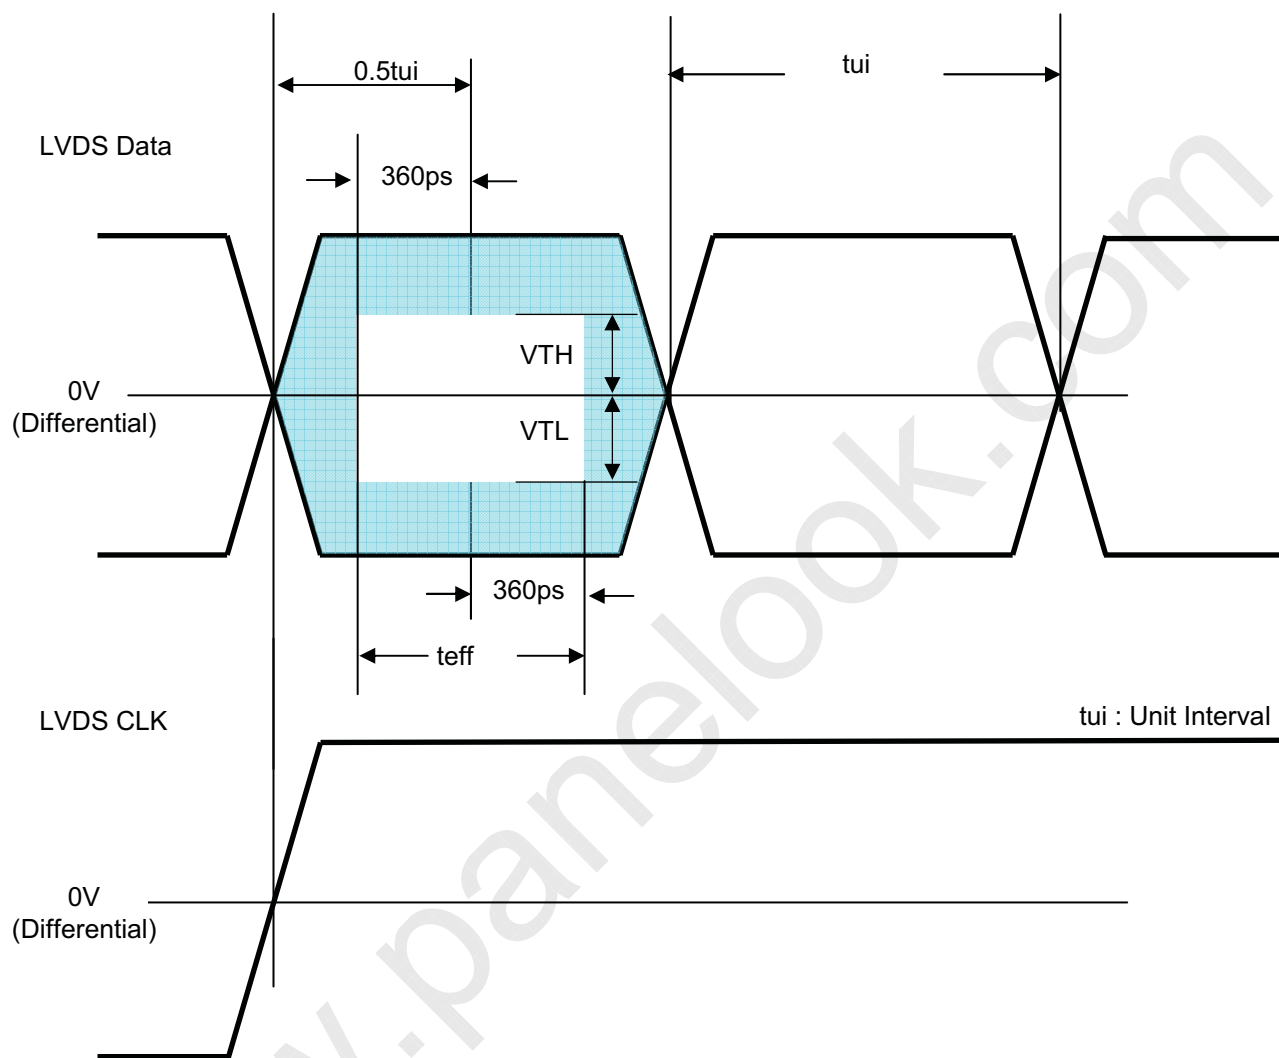 0.5tui
tui
LVDS Data
360ps
VTH
0V
(Differential)
VTL
360ps
teff
LVDS CLK
tui : Unit Interval
0V
(Differential)
.panelook.com